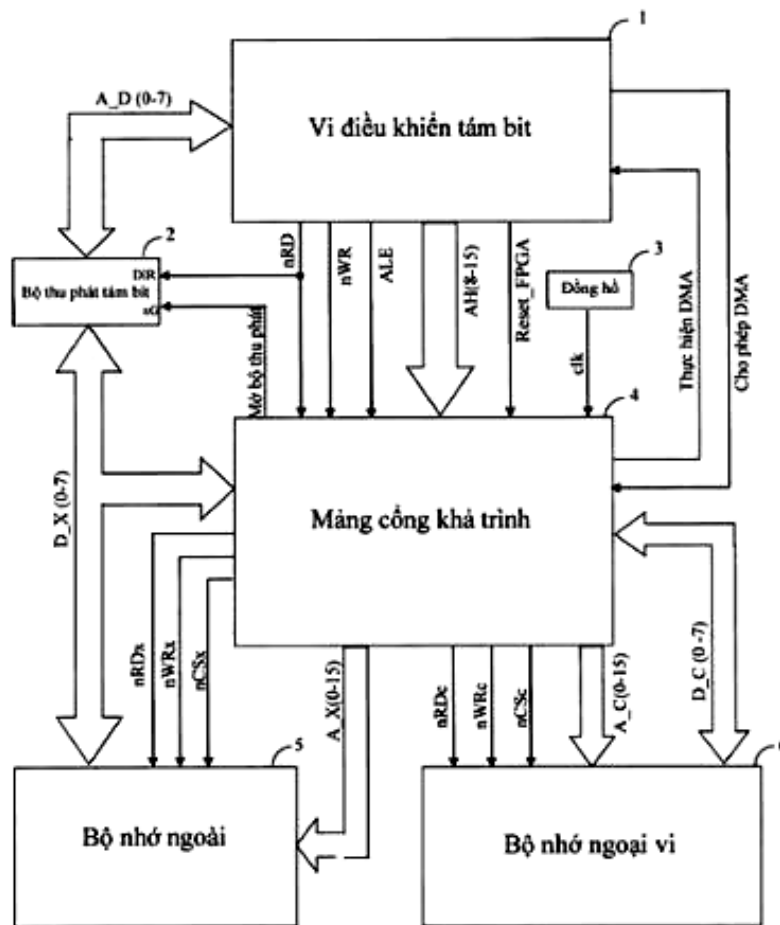 1
A_D (0-7)
Vi điều khiển tám bit
2
DIR
Bộ thu phát tám bit
nG
nRD
nWR
ALE
AH(8-15)
Reset_FPGA
3
Đồng hồ
clk
Thực hiện DMA
Cho phép DMA
Mở bộ thu phát
4
Mảng cổng khả trình
D_X (0-7)
nRDx
nWRx
nCSx
A_X(0-15)
nRDc
nWRc
nCSc
A_C(0-15)
D_C (0-7)
5
Bộ nhớ ngoài
Bộ nhớ ngoại vi